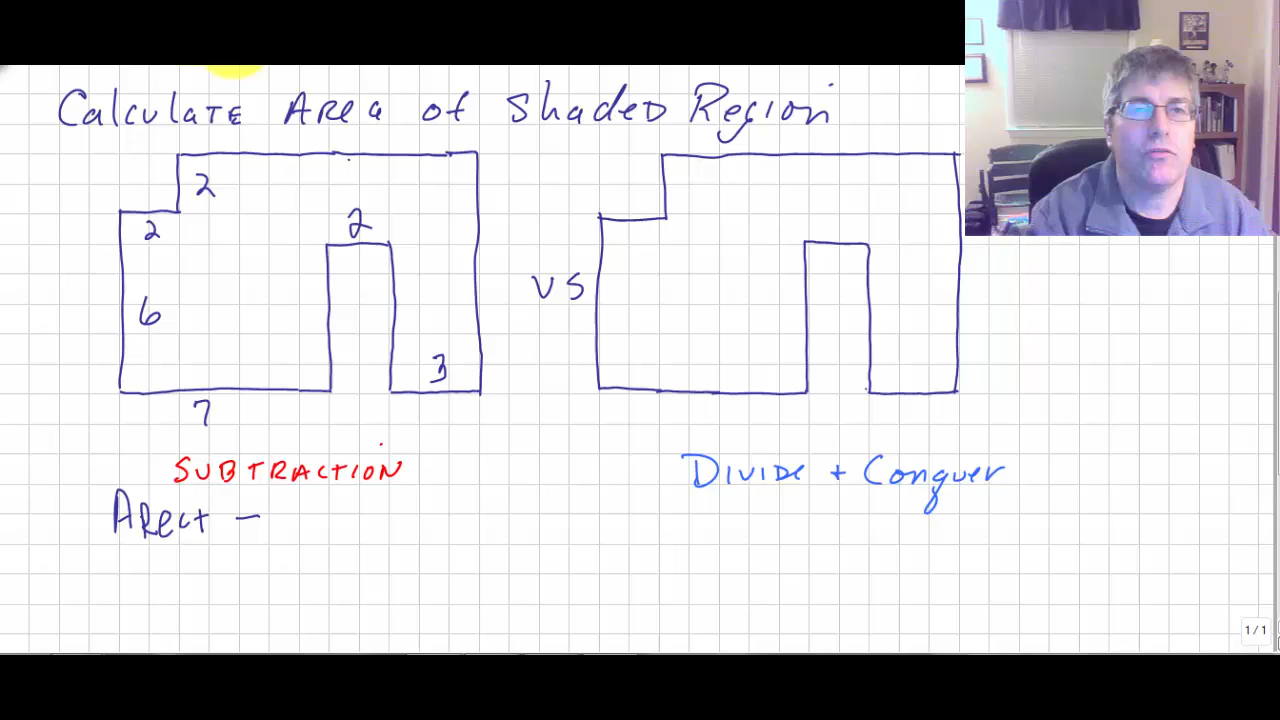 Calculate Area of Shaded Region
2
2
2
6
VS
3
7
SUBTRACTION
Divide + Conquer
Arect -
1/1